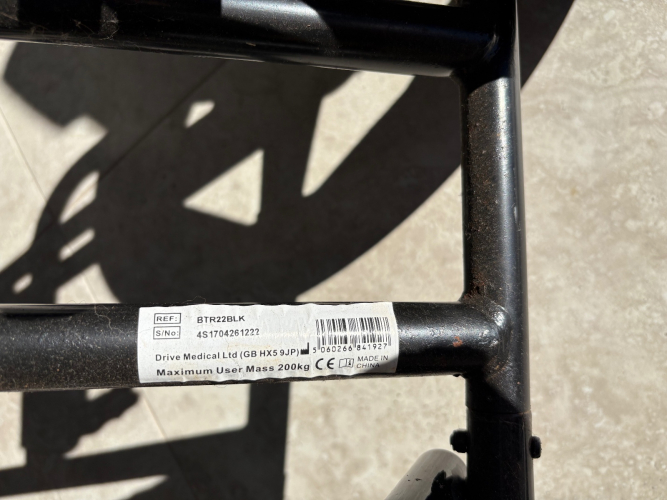 REF: BTR22BLK
S/No: 4S1704261222
Drive Medical Ltd (GB HX5 9JP)
Maximum User Mass 200kg
5 060266 841927
CE MADE IN
CHINA